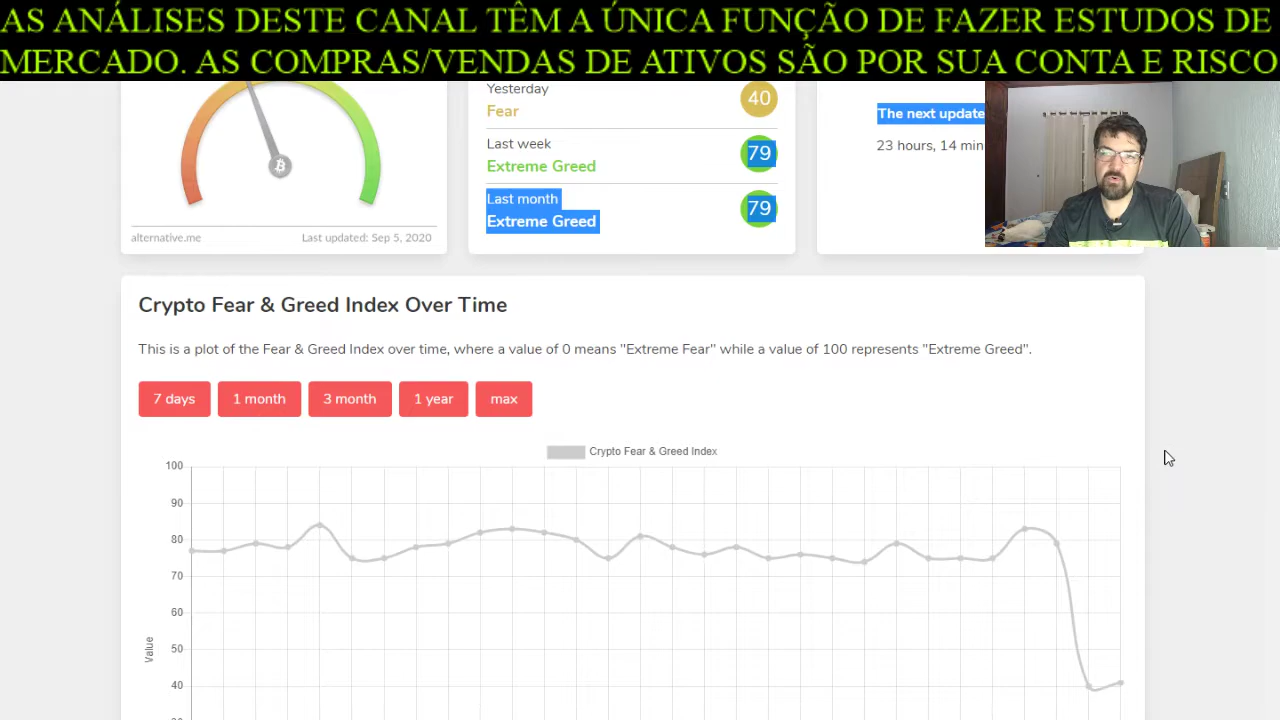 AS ANÁLISES DESTE CANAL TÊM A ÚNICA FUNÇÃO DE FAZER ESTUDOS DE
MERCADO. AS COMPRAS/VENDAS DE ATIVOS SÃO POR SUA CONTA E RISCO
alternative.me
Last updated: Sep 5, 2020
Yesterday
Fear
40
Last week
Extreme Greed
79
Last month
Extreme Greed
79
The next update
23 hours, 14 min
Crypto Fear & Greed Index Over Time
This is a plot of the Fear & Greed Index over time, where a value of 0 means "Extreme Fear" while a value of 100 represents "Extreme Greed".
7 days
1 month
3 month
1 year
max
Crypto Fear & Greed Index
100
90
80
70
60
50
40
Value